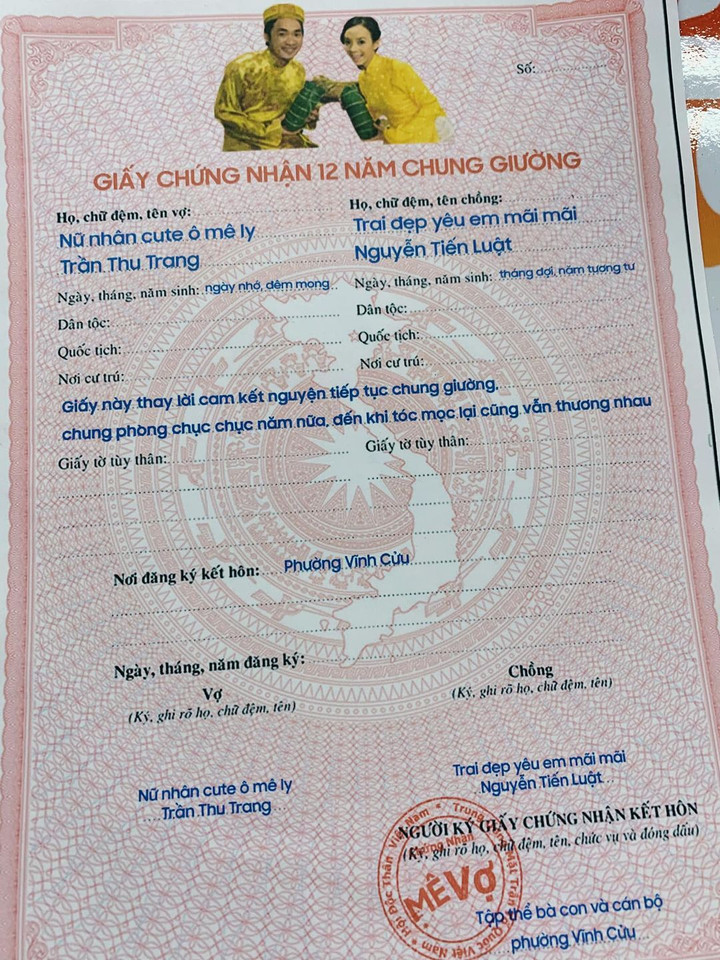 Số:
GIẤY CHỨNG NHẬN 12 NĂM CHUNG GIƯỜNG
Họ, chữ đệm, tên vợ:
Nữ nhân cute ô mê ly
Trần Thu Trang
Ngày, tháng, năm sinh: ngày nhớ, đêm mong
Dân tộc:
Quốc tịch:
Nơi cư trú:
Họ, chữ đệm, tên chồng:
Trai đẹp yêu em mãi mãi
Nguyễn Tiến Luật
Ngày, tháng, năm sinh: tháng đợi, năm tương tư
Dân tộc:
Quốc tịch:
Nơi cư trú:
Giấy này thay lời cam kết nguyện tiếp tục chung giường,
chung phòng chục chục năm nữa, đến khi tóc mọc lại cũng vẫn thương nhau
Giấy tờ tùy thân:
Giấy tờ tùy thân:
Nơi đăng ký kết hôn: Phường Vĩnh Cửu
Ngày, tháng, năm đăng ký:
Vợ
(Ký, ghi rõ họ, chữ đệm, tên)
Nữ nhân cute ô mê ly
Trần Thu Trang
Chồng
(Ký, ghi rõ họ, chữ đệm, tên)
Trai đẹp yêu em mãi mãi
Nguyễn Tiến Luật
NGƯỜI KÝ GIẤY CHỨNG NHẬN KẾT HÔN
(Ký, ghi rõ họ, chữ đệm, tên, chức vụ và đóng dấu)
Hội Độc Thân Việt Nam
Chứng Nhận
MÊ VỢ
Tập thể bà con và cán bộ
phường Vĩnh Cửu